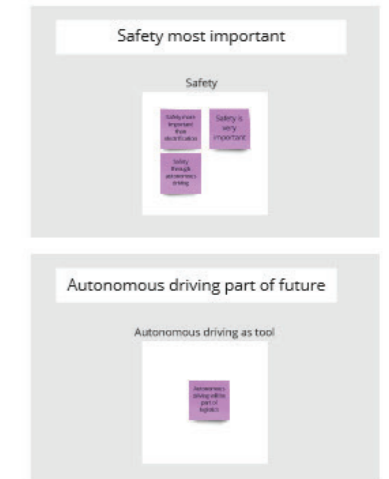 Safety most important
Safety
Safety more
important
than
electrification
Safety is
very
important
Safety
through
autonomous
driving
Autonomous driving part of future
Autonomous driving as tool
Autonomous
driving will be
part of
logistics